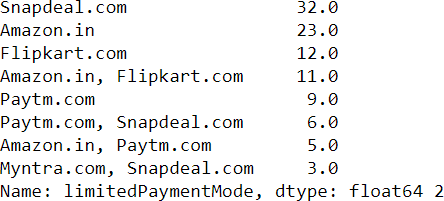 Snapdeal.com 32.0
Amazon.in 23.0
Flipkart.com 12.0
Amazon.in, Flipkart.com 11.0
Paytm.com 9.0
Paytm.com, Snapdeal.com 6.0
Amazon.in, Paytm.com 5.0
Myntra.com, Snapdeal.com 3.0
Name: limitedPaymentMode, dtype: float64 2